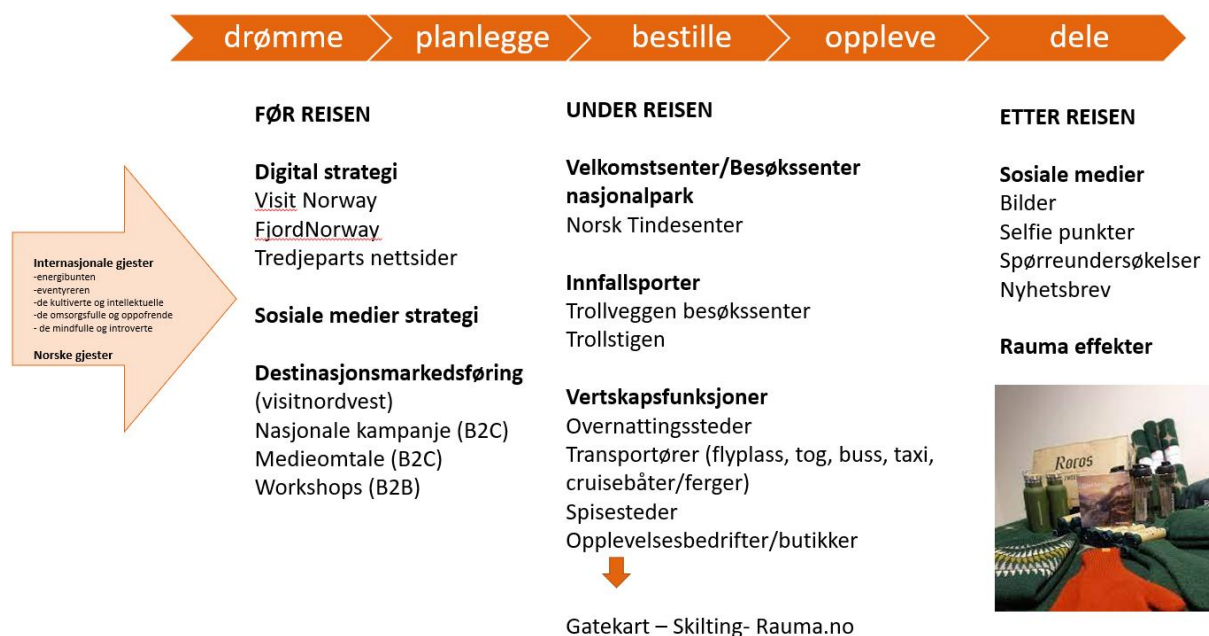 drømme
planlegge
bestille
oppleve
dele
Internasjonale gjester
-energibunten
-eventyreren
-de kultiverte og intellektuelle
-de omsorgsfulle og oppofrende
- de mindfulle og introverte
Norske gjester
FØR REISEN
Digital strategi
Visit Norway
FjordNorway
Tredjeparts nettsider
Sosiale medier strategi
Destinasjonsmarkedsføring
(visitnordvest)
Nasjonale kampanje (B2C)
Medieomtale (B2C)
Workshops (B2B)
UNDER REISEN
Velkomstsenter/Besøkssenter
nasjonalpark
Norsk Tindesenter
Innfallsporter
Trollveggen besøkssenter
Trollstigen
Vertskapsfunksjoner
Overnattingssteder
Transportører (flyplass, tog, buss, taxi,
cruisebåter/ferger)
Spisesteder
Opplevelsesbedrifter/butikker
Gatekart – Skilting- Rauma.no
ETTER REISEN
Sosiale medier
Bilder
Selfie punkter
Spørreundersøkelser
Nyhetsbrev
Rauma effekter
Røros